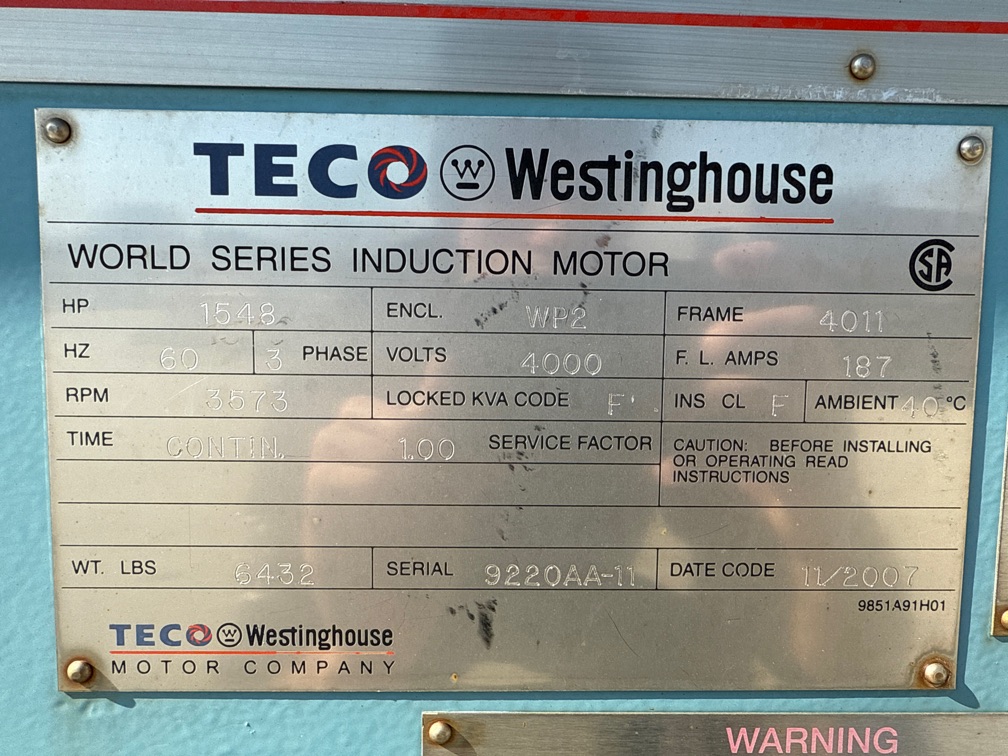 TECO W Westinghouse
WORLD SERIES INDUCTION MOTOR SA
HP 1548 ENCL. WP2 FRAME 4011
HZ 60 3 PHASE VOLTS 4000 F. L. AMPS 187
RPM 3573 LOCKED KVA CODE F INS CL F AMBIENT 40 °C
TIME CONTIN. 1.00 SERVICE FACTOR CAUTION: BEFORE INSTALLING
OR OPERATING READ
INSTRUCTIONS
WT. LBS 6432 SERIAL 9220AA-11 DATE CODE 11/2007
9851A91H01
TECO W Westinghouse
MOTOR COMPANY
WARNING